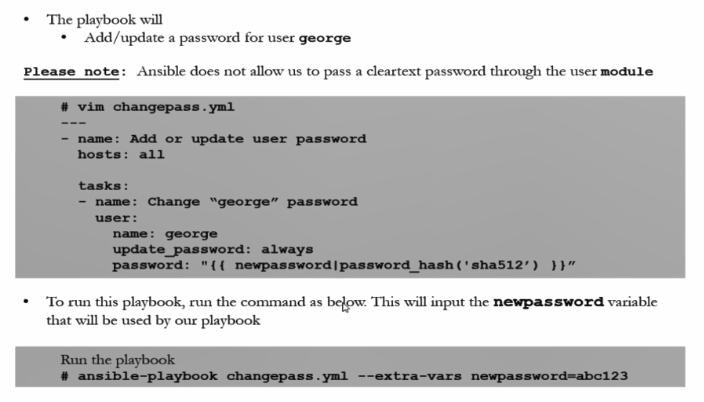 • The playbook will
• Add/update a password for user george
Please note: Ansible does not allow us to pass a cleartext password through the user module
# vim changepass.yml
---
- name: Add or update user password
hosts: all
tasks:
- name: Change “george” password
user:
name: george
update_password: always
password: "{{ newpassword|password_hash('sha512’) }}”
• To run this playbook, run the command as below. This will input the newpassword variable
that will be used by our playbook
Run the playbook
# ansible-playbook changepass.yml --extra-vars newpassword=abc123